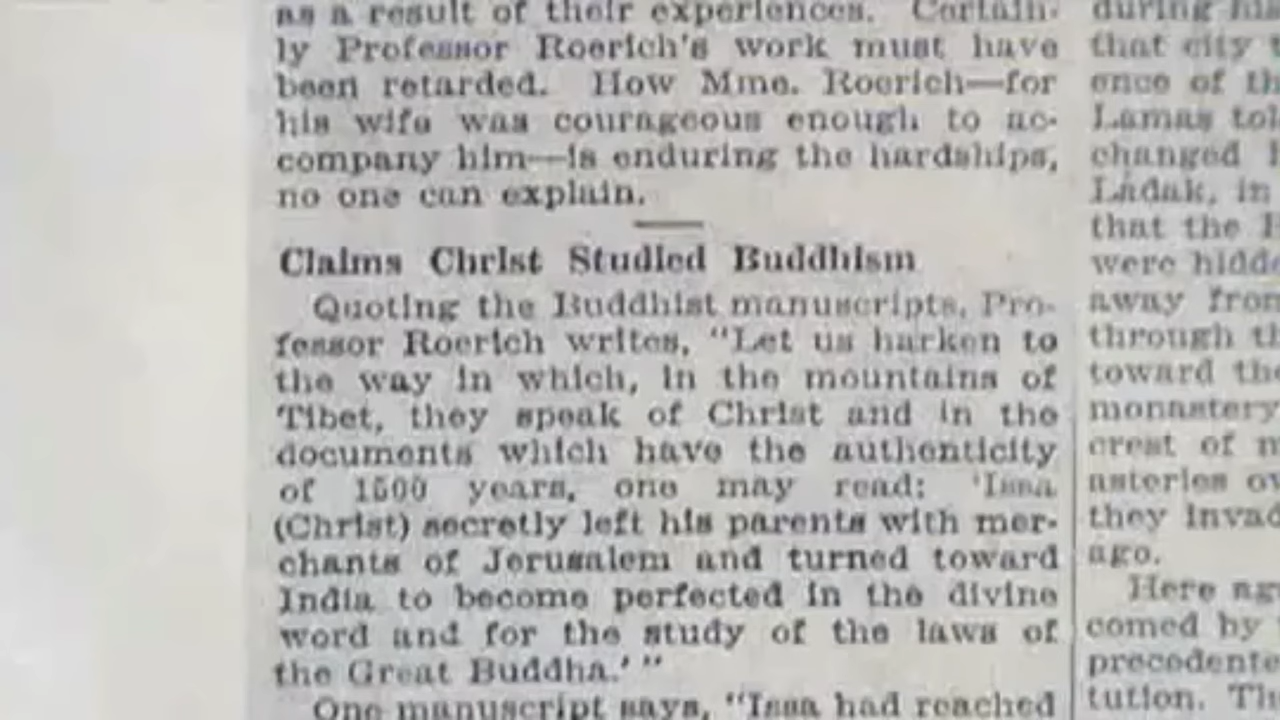 as a result of their experiences. Certain-
ly Professor Roerich's work must have
been retarded. How Mme. Roerich—for
his wife was courageous enough to ac-
company him—is enduring the hardships,
no one can explain.
Claims Christ Studied Buddhism
Quoting the Buddhist manuscripts, Pro-
fessor Roerich writes, "Let us harken to
the way in which, in the mountains of
Tibet, they speak of Christ and in the
documents which have the authenticity
of 1500 years, one may read: 'Issa
(Christ) secretly left his parents with mer-
chants of Jerusalem and turned toward
India to become perfected in the divine
word and for the study of the laws of
the Great Buddha.' "
One manuscript says, "Issa had reached
during his
that city
ence of
Lamas
changed
Ladak, in
that the
were
away from
through
toward
monastery
crest of
asteries
they
ago.
Here
comed by
tution.